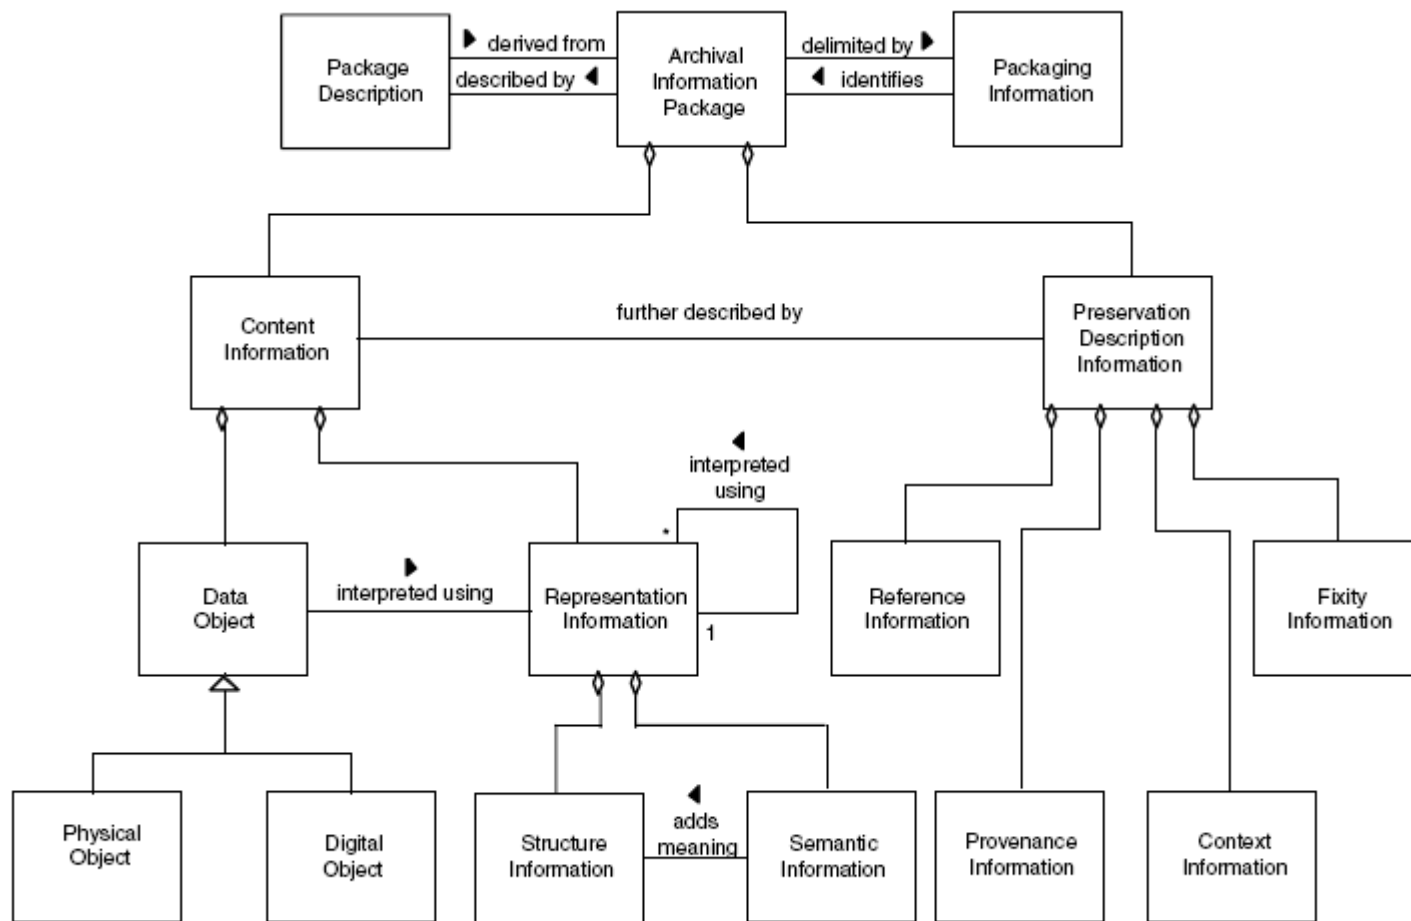 Package
Description
derived from
described by
Archival
Information
Package
delimited by
identifies
Packaging
Information
Content
Information
further described by
Preservation
Description
Information
interpreted
using
*
1
Data
Object
interpreted using
Representation
Information
Reference
Information
Fixity
Information
Physical
Object
Digital
Object
Structure
Information
adds
meaning
Semantic
Information
Provenance
Information
Context
Information